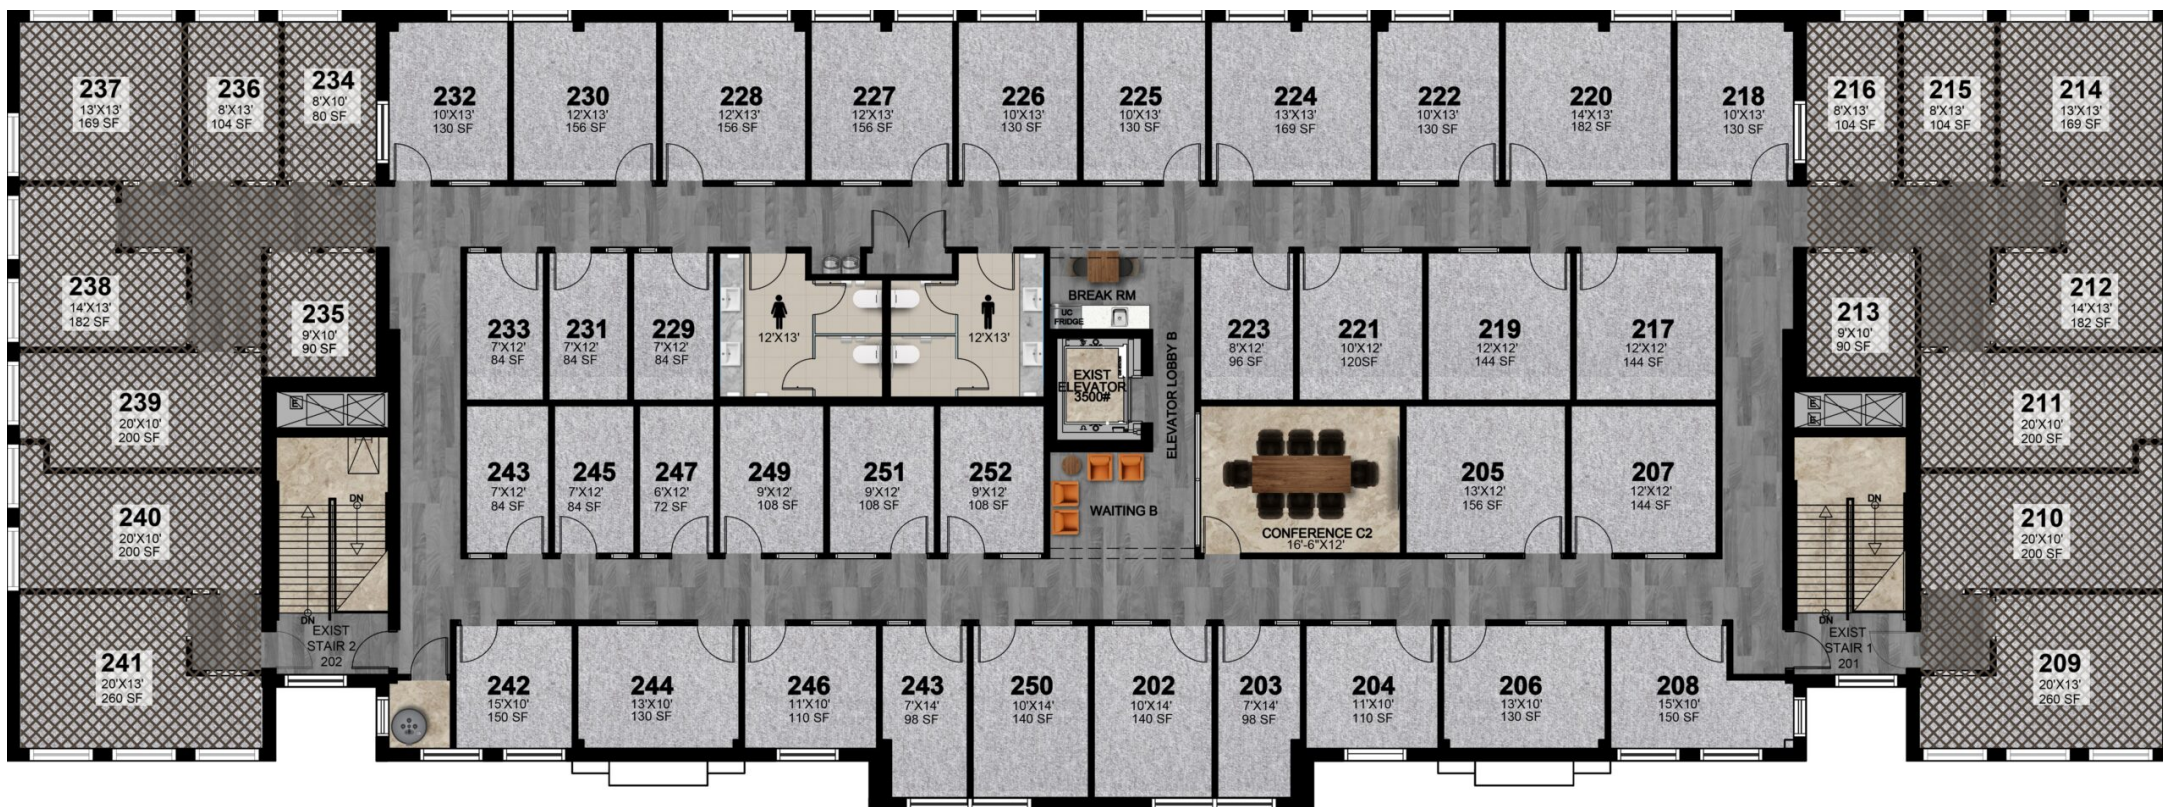 237
13'X13'
169 SF
236
8'X13'
104 SF
234
8'X10'
80 SF
232
10'X13'
130 SF
230
12'X13'
156 SF
228
12'X13'
156 SF
227
12'X13'
156 SF
226
10'X13'
130 SF
225
10'X13'
130 SF
224
13'X13'
169 SF
222
10'X13'
130 SF
220
14'X13'
182 SF
218
10'X13'
130 SF
216
8'X13'
104 SF
215
8'X13'
104 SF
214
13'X13'
169 SF
238
14'X13'
182 SF
235
9'X10'
90 SF
233
7'X12'
84 SF
231
7'X12'
84 SF
229
7'X12'
84 SF
12'X13'
12'X13'
BREAK RM
UC
FRIDGE
EXIST
ELEVATOR
3500#
ELEVATOR LOBBY B
223
8'X12'
96 SF
221
10'X12'
120SF
219
12'X12'
144 SF
217
12'X12'
144 SF
213
9'X10'
90 SF
212
14'X13'
182 SF
239
20'X10'
200 SF
E
E
E
211
20'X10'
200 SF
243
7'X12'
84 SF
245
7'X12'
84 SF
247
6'X12'
72 SF
249
9'X12'
108 SF
251
9'X12'
108 SF
252
9'X12'
108 SF
WAITING B
CONFERENCE C2
16'-6"X12'
205
13'X12'
156 SF
207
12'X12'
144 SF
240
20'X10'
200 SF
DN
DN
EXIST
STAIR 2
202
DN
DN
EXIST
STAIR 1
201
210
20'X10'
200 SF
241
20'X13'
260 SF
242
15'X10'
150 SF
244
13'X10'
130 SF
246
11'X10'
110 SF
243
7'X14'
98 SF
250
10'X14'
140 SF
202
10'X14'
140 SF
203
7'X14'
98 SF
204
11'X10'
110 SF
206
13'X10'
130 SF
208
15'X10'
150 SF
209
20'X13'
260 SF